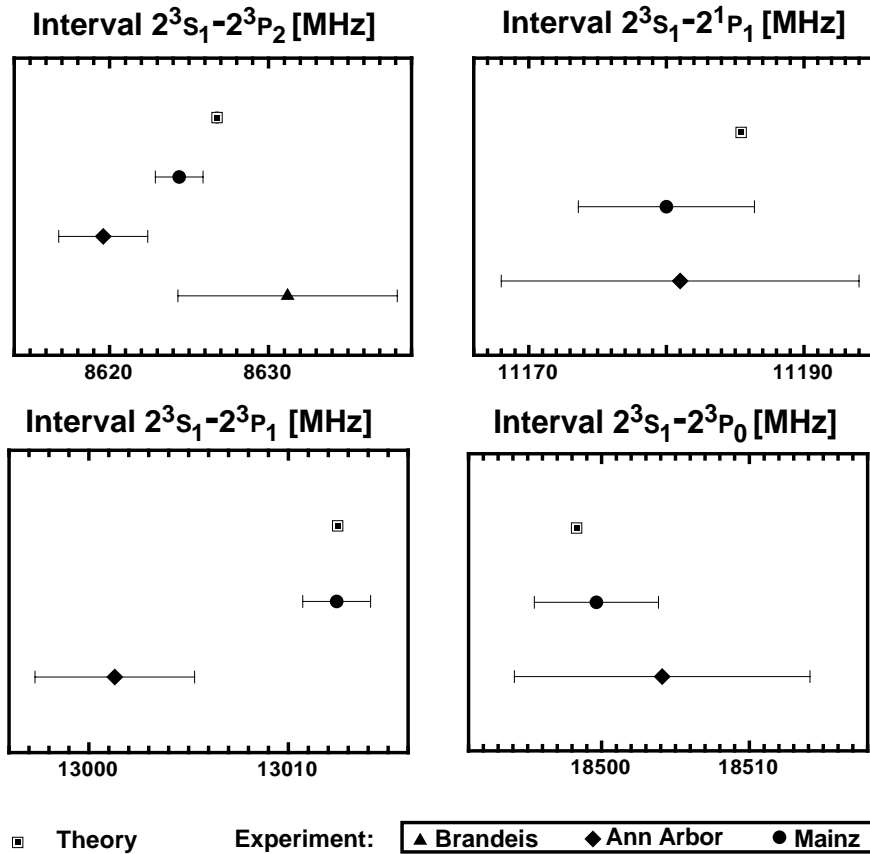 Interval 2³S₁-2³P₂ [MHz]
Interval 2³S₁-2¹P₁ [MHz]
8620 8630
11170 11190
Interval 2³S₁-2³P₁ [MHz]
Interval 2³S₁-2³P₀ [MHz]
13000 13010
18500 18510
Theory Experiment: Brandeis Ann Arbor Mainz